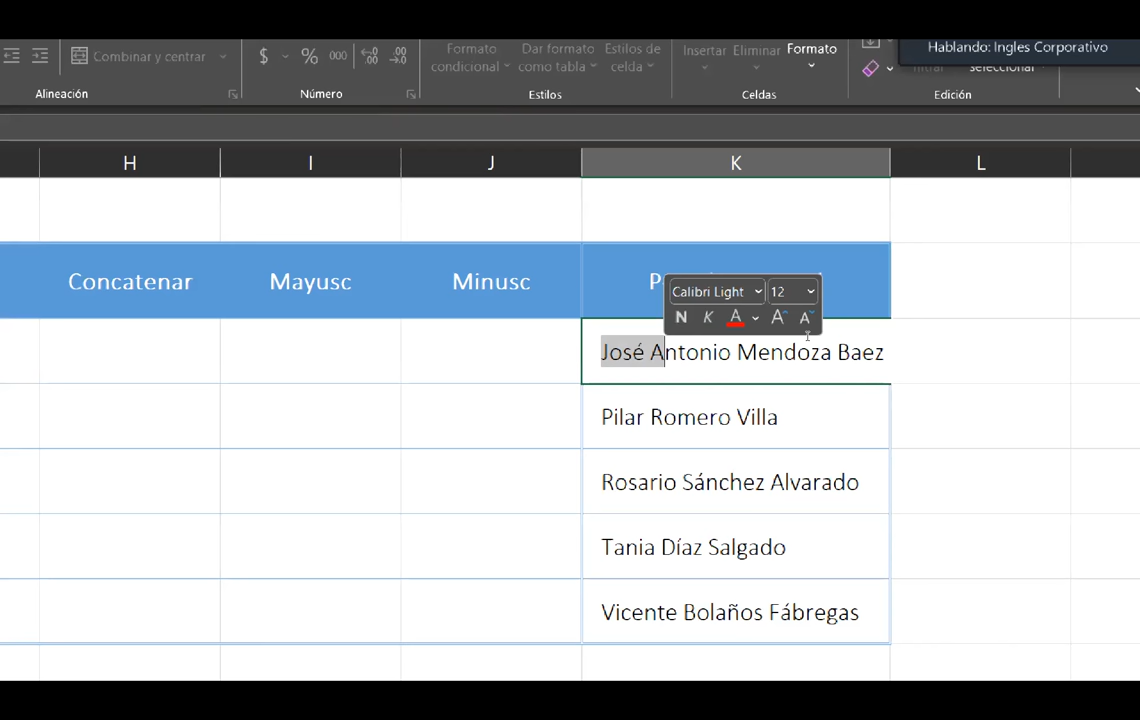 Hablando: Ingles Corporativo
Combinar y centrar
$ % 000
Formato condicional
Dar formato como tabla
Estilos de celda
Insertar Eliminar Formato
Alineación Número Estilos Celdas Edición
H I J K L
Concatenar Mayusc Minusc
Calibri Light 12
N K A A A
José Antonio Mendoza Baez
Pilar Romero Villa
Rosario Sánchez Alvarado
Tania Díaz Salgado
Vicente Bolaños Fábregas